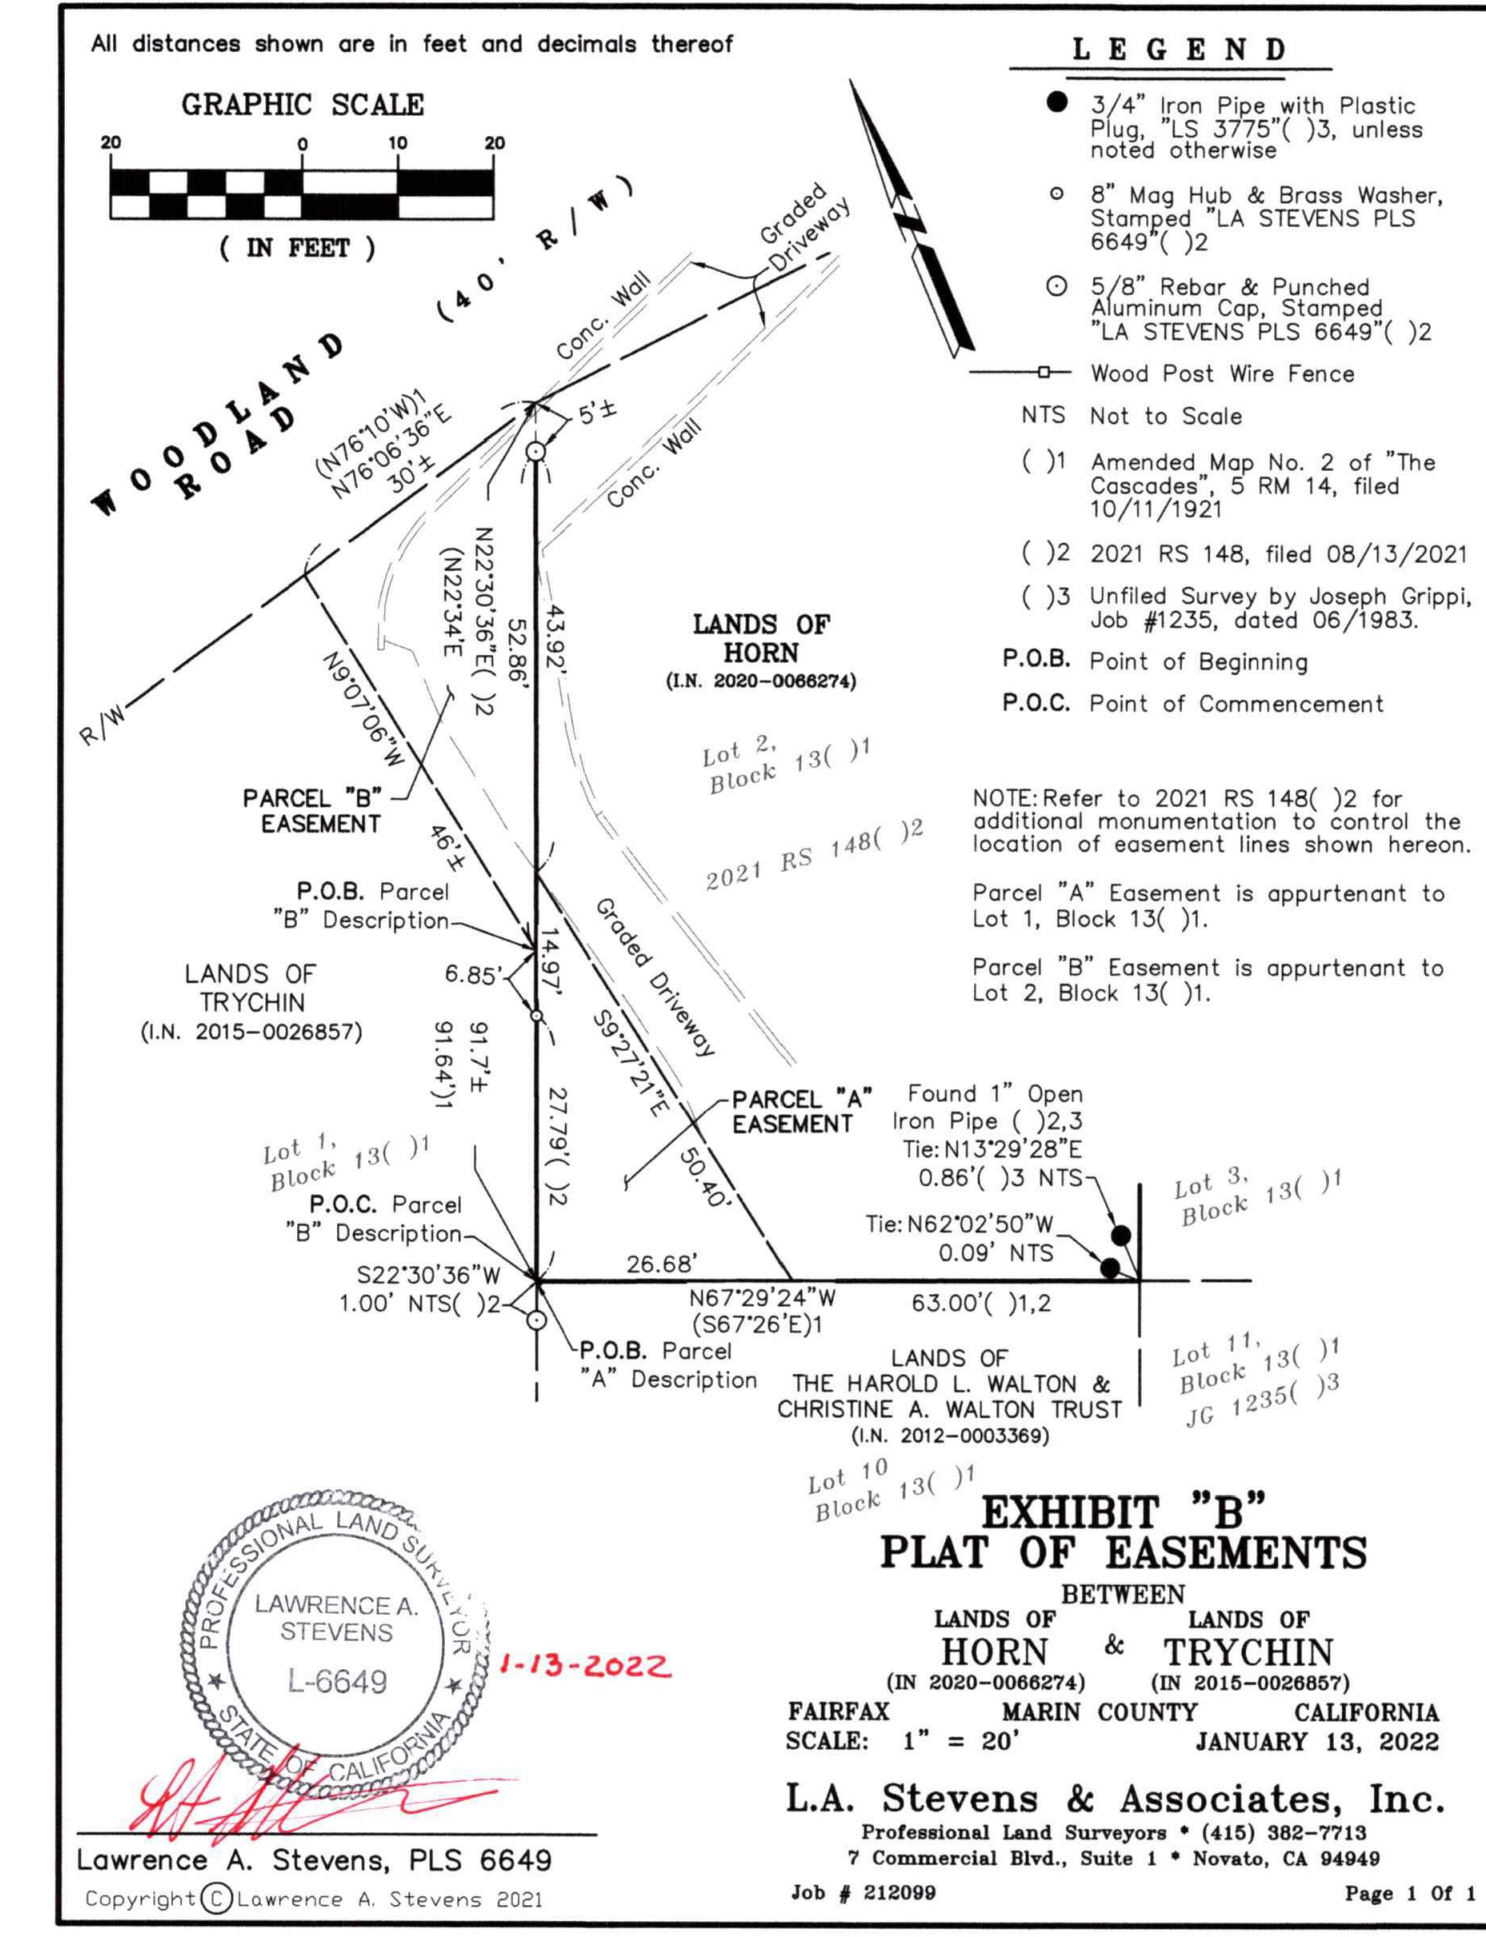 All distances shown are in feet and decimals thereof
GRAPHIC SCALE
20 0 10 20
( IN FEET )
WOODLAND
ROAD
(40' R/W)
Graded
Driveway
Conc. Wall
Conc. Wall
5'±
(N76°10'W)1
N76°06'36"E
30'±
R/W
N22°30'36"E( )2
(N22°34'E
52.86'
43.92'
N9°07'06"W
46'±
PARCEL "B"
EASEMENT
LANDS OF
HORN
(I.N. 2020-0066274)
Lot 2,
Block 13( )1
2021 RS 148( )2
P.O.B. Parcel
"B" Description
14.97'
6.85'
Graded Driveway
LANDS OF
TRYCHIN
(I.N. 2015-0026857)
91.7'±
91.64')1
S9°27'21"E
50.40'
27.79'( )2
PARCEL "A"
EASEMENT
Lot 1,
Block 13( )1
P.O.C. Parcel
"B" Description
S22°30'36"W
1.00' NTS( )2
26.68'
N67°29'24"W
(S67°26'E)1
63.00'( )1,2
P.O.B. Parcel
"A" Description
Found 1" Open
Iron Pipe ( )2,3
Tie: N13°29'28"E
0.86'( )3 NTS
Tie: N62°02'50"W
0.09' NTS
Lot 3,
Block 13( )1
LANDS OF
THE HAROLD L. WALTON &
CHRISTINE A. WALTON TRUST
(I.N. 2012-0003369)
Lot 10
Block 13( )1
Lot 11,
Block 13( )1
JG 1235( )3
LEGEND
3/4" Iron Pipe with Plastic
Plug, "LS 3775"( )3, unless
noted otherwise
8" Mag Hub & Brass Washer,
Stamped "LA STEVENS PLS
6649"( )2
5/8" Rebar & Punched
Aluminum Cap, Stamped
"LA STEVENS PLS 6649"( )2
Wood Post Wire Fence
NTS Not to Scale
( )1 Amended Map No. 2 of "The
Cascades", 5 RM 14, filed
10/11/1921
( )2 2021 RS 148, filed 08/13/2021
( )3 Unfiled Survey by Joseph Grippi,
Job #1235, dated 06/1983.
P.O.B. Point of Beginning
P.O.C. Point of Commencement
NOTE: Refer to 2021 RS 148( )2 for
additional monumentation to control the
location of easement lines shown hereon.
Parcel "A" Easement is appurtenant to
Lot 1, Block 13( )1.
Parcel "B" Easement is appurtenant to
Lot 2, Block 13( )1.
PROFESSIONAL LAND SURVEYOR
LAWRENCE A.
STEVENS
L-6649
STATE OF CALIFORNIA
1-13-2022
Lawrence A. Stevens, PLS 6649
Copyright © Lawrence A. Stevens 2021
EXHIBIT "B"
PLAT OF EASEMENTS
BETWEEN
LANDS OF LANDS OF
HORN & TRYCHIN
(IN 2020-0066274) (IN 2015-0026857)
FAIRFAX MARIN COUNTY CALIFORNIA
SCALE: 1" = 20' JANUARY 13, 2022
L.A. Stevens & Associates, Inc.
Professional Land Surveyors * (415) 382-7713
7 Commercial Blvd., Suite 1 * Novato, CA 94949
Job # 212099 Page 1 Of 1